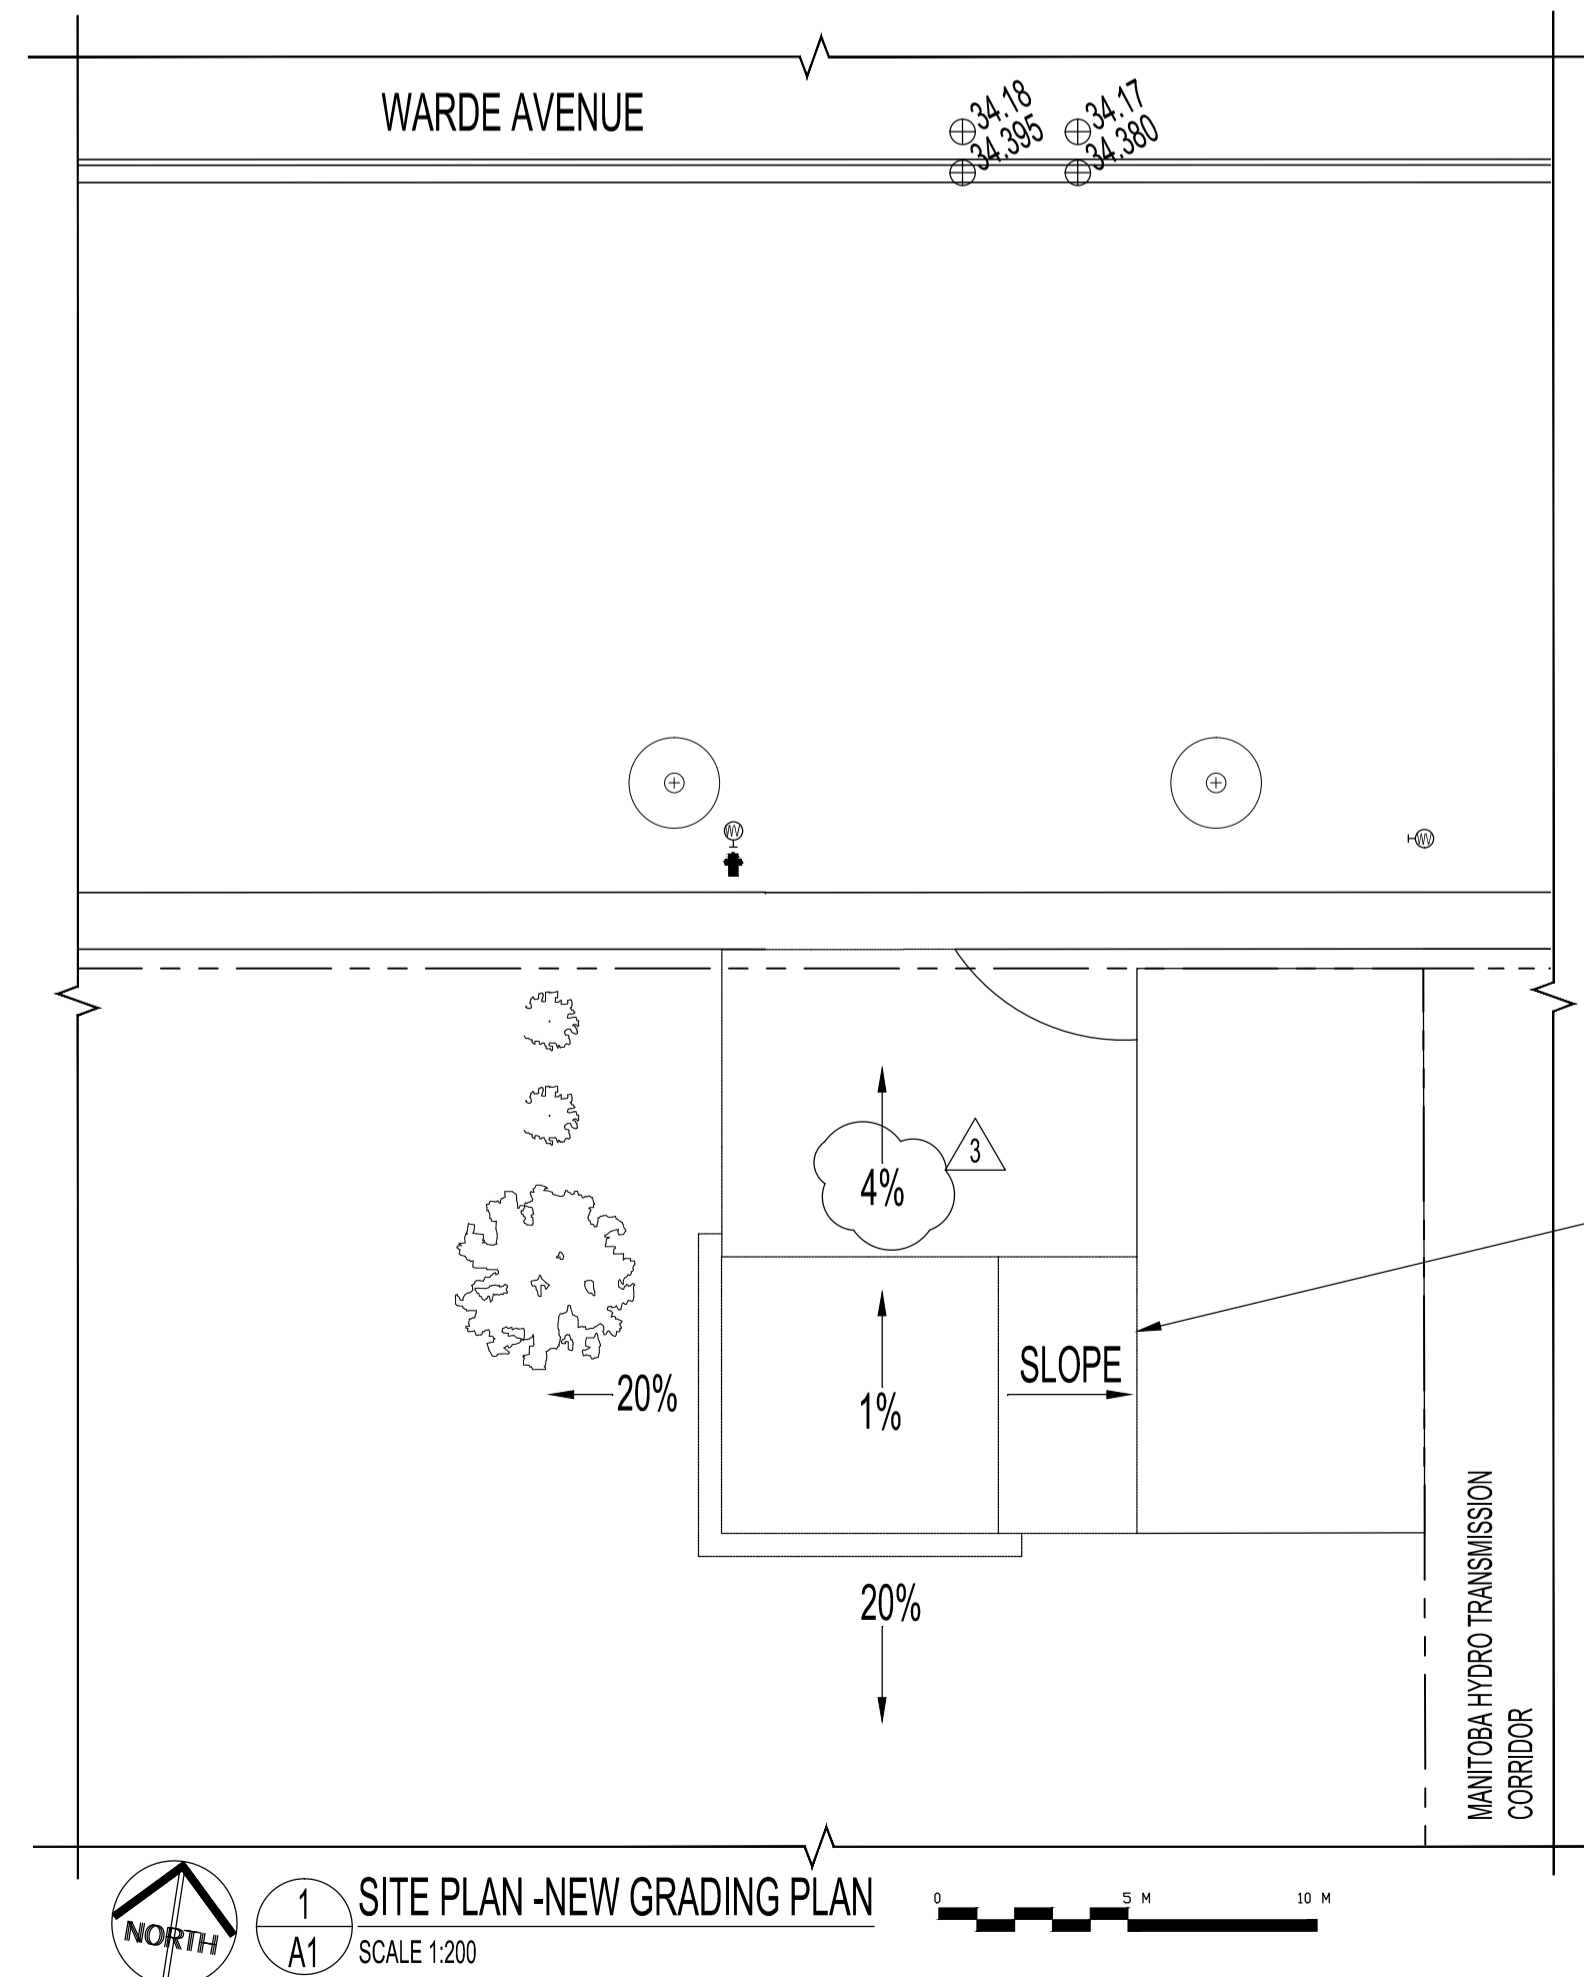 WARDE AVENUE
34.18
34.395
34.17
34.380
W
W
4%
3
20%
1%
SLOPE
20%
MANITOBA HYDRO TRANSMISSION
CORRIDOR
NORTH
1
A1
SITE PLAN -NEW GRADING PLAN
SCALE 1:200
0 5 M 10 M